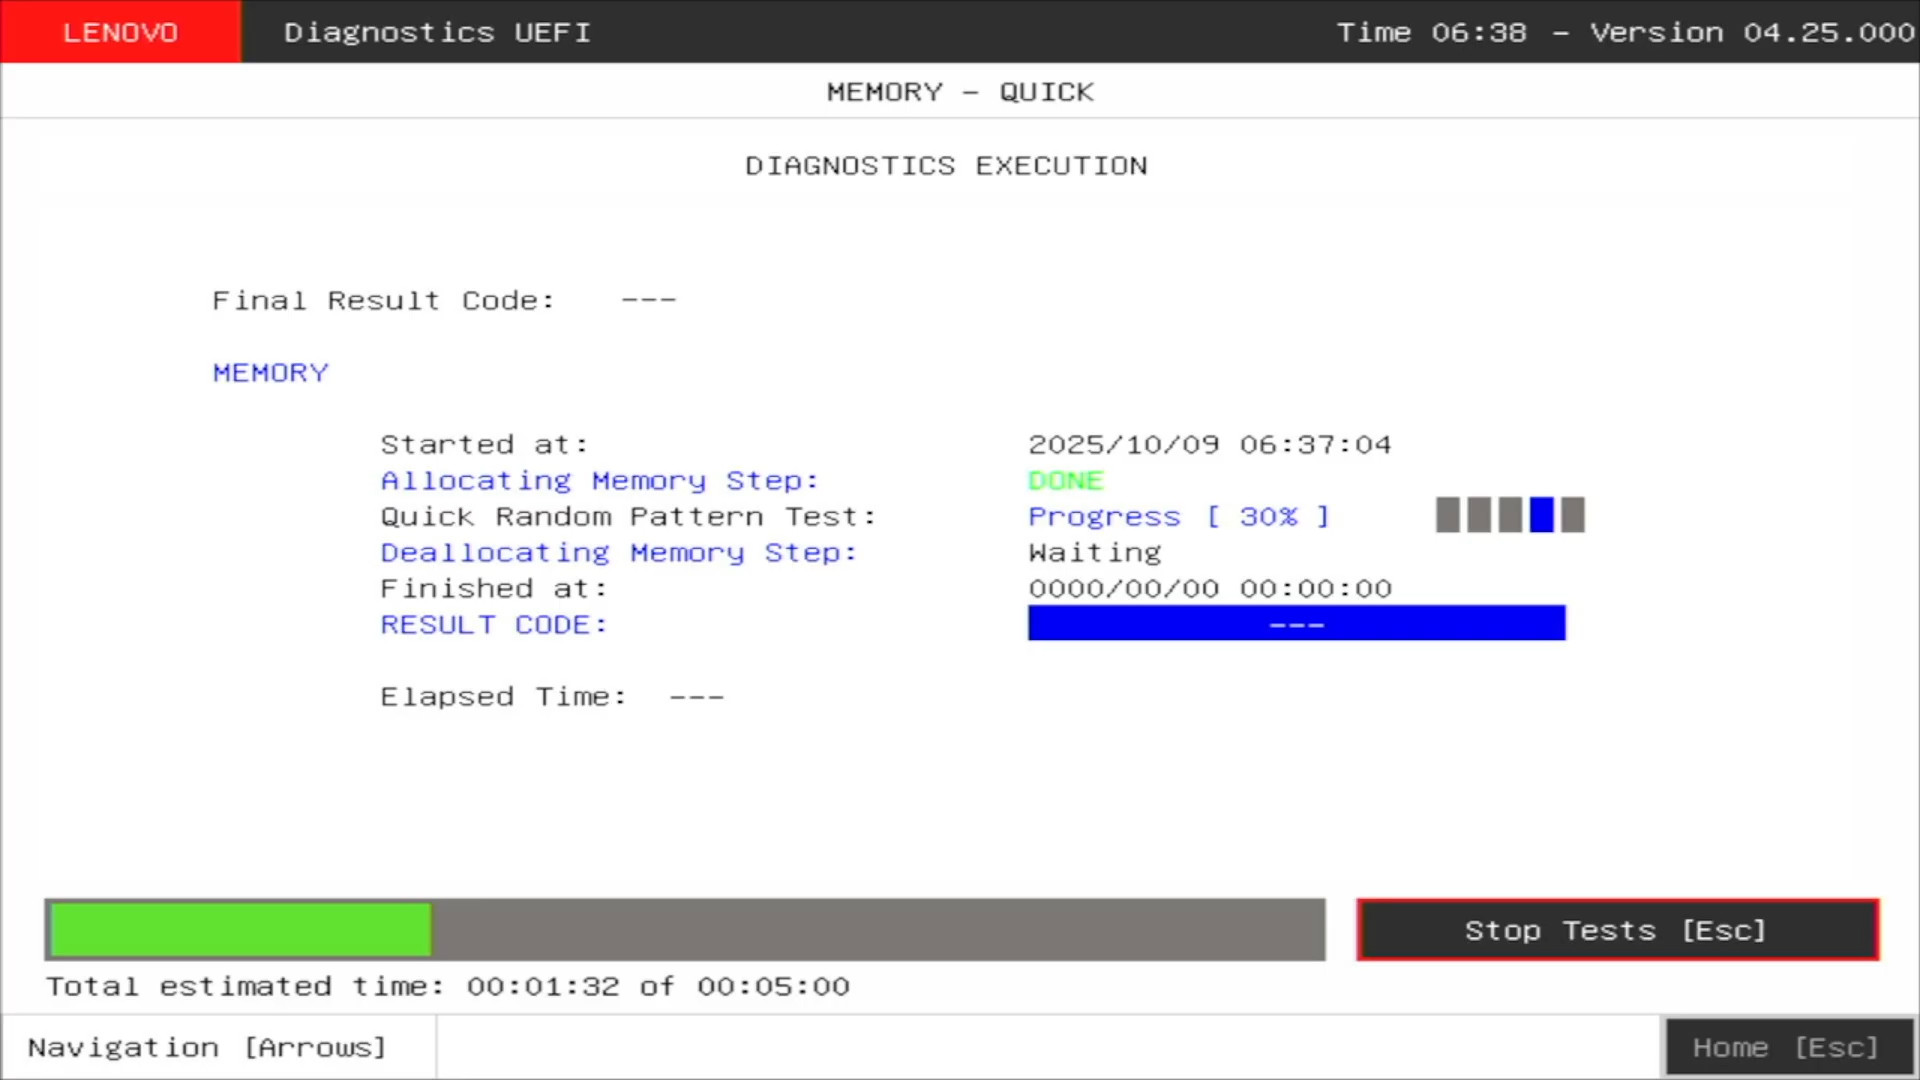 LENOVO Diagnostics UEFI Time 06:38 - Version 04.25.000
MEMORY - QUICK
DIAGNOSTICS EXECUTION
Final Result Code: ---
MEMORY
Started at: 2025/10/09 06:37:04
Allocating Memory Step: DONE
Quick Random Pattern Test: Progress [ 30% ]
Deallocating Memory Step: Waiting
Finished at: 0000/00/00 00:00:00
RESULT CODE: ---
Elapsed Time: ---
Stop Tests [Esc]
Total estimated time: 00:01:32 of 00:05:00
Navigation [Arrows] Home [Esc]